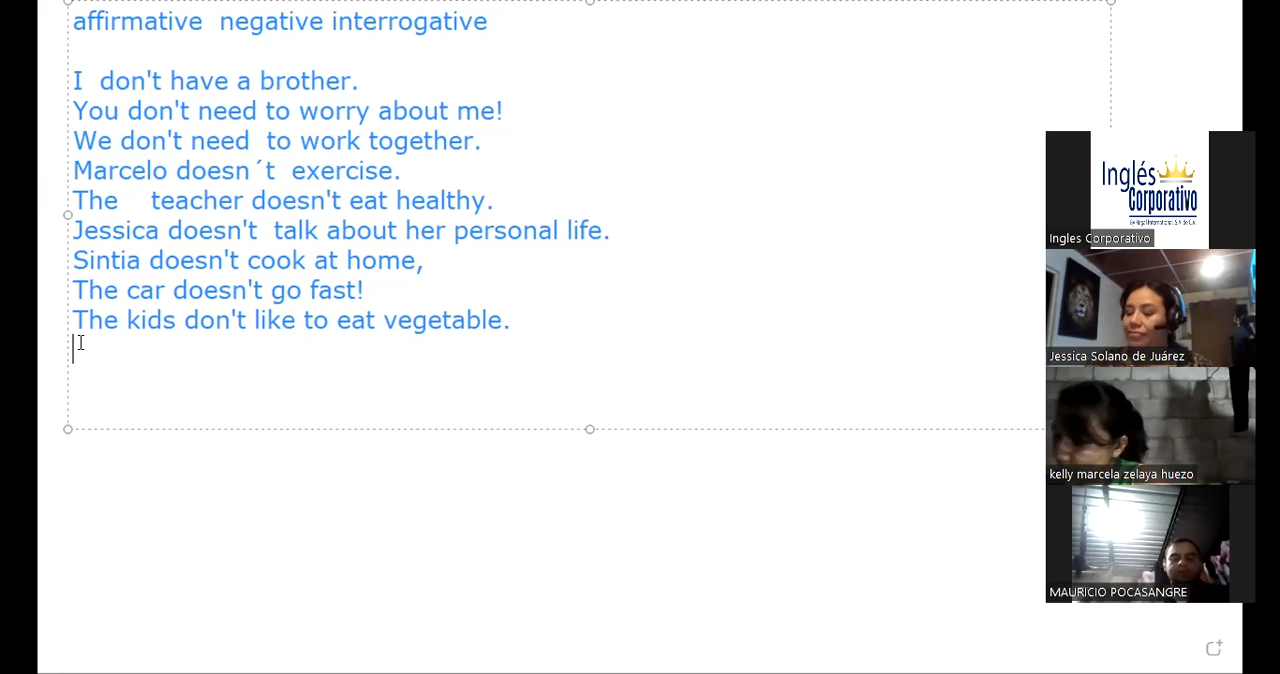 affirmative  negative interrogative
I  don't have a brother.
You don't need to worry about me!
We don't need  to work together.
Marcelo doesn´t  exercise.
The    teacher doesn't eat healthy.
Jessica doesn't  talk about her personal life.
Sintia doesn't cook at home,
The car doesn't go fast!
The kids don't like to eat vegetable.
Inglés
Corporativo
Ingles Corporativo
Jessica Solano de Juárez
kelly marcela zelaya huezo
MAURICIO POCASANGRE